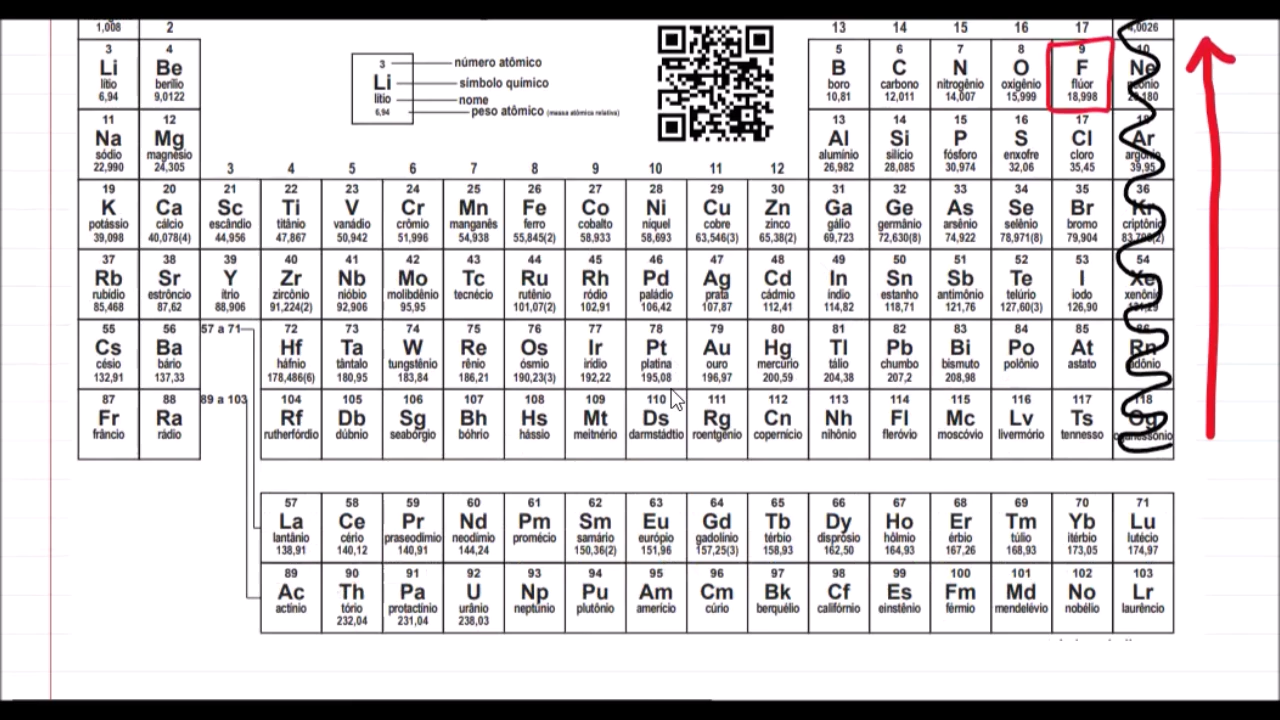 1,008 2 13 14 15 16 17 4,0026
3 4 5 6 7 8 9 10
Li Be B C N O F Ne
lítio berílio boro carbono nitrogênio oxigênio flúor neônio
6,94 9,0122 10,81 12,011 14,007 15,999 18,998
3 número atômico
Li símbolo químico
lítio nome
6,94 peso atômico (massa atômica relativa)
11 12 13 14 15 16 17 18
Na Mg Al Si P S Cl Ar
sódio magnésio alumínio silício fósforo enxofre cloro argônio
22,990 24,305 3 4 5 6 7 8 9 10 11 12 26,982 28,085 30,974 32,06 35,45 39,95
19 20 21 22 23 24 25 26 27 28 29 30 31 32 33 34 35 36
K Ca Sc Ti V Cr Mn Fe Co Ni Cu Zn Ga Ge As Se Br Kr
potássio cálcio escândio titânio vanádio crômio manganês ferro cobalto níquel cobre zinco gálio germânio arsênio selênio bromo criptônio
39,098 40,078(4) 44,956 47,867 50,942 51,996 54,938 55,845(2) 58,933 58,693 63,546(3) 65,38(2) 69,723 72,630(8) 74,922 78,971(8) 79,904
37 38 39 40 41 42 43 44 45 46 47 48 49 50 51 52 53 54
Rb Sr Y Zr Nb Mo Tc Ru Rh Pd Ag Cd In Sn Sb Te I Xe
rubídio estrôncio ítrio zircônio nióbio molibdênio tecnécio rutênio ródio paládio prata cádmio índio estanho antimônio telúrio iodo xenônio
85,468 87,62 88,906 91,224(2) 92,906 95,95 101,07(2) 102,91 106,42 107,87 112,41 114,82 118,71 121,76 127,60(3) 126,90
55 56 57 a 71 72 73 74 75 76 77 78 79 80 81 82 83 84 85 86
Cs Ba Hf Ta W Re Os Ir Pt Au Hg Tl Pb Bi Po At Rn
césio bário háfnio tântalo tungstênio rênio ósmio irídio platina ouro mercúrio tálio chumbo bismuto polônio astato radônio
132,91 137,33 178,486(6) 180,95 183,84 186,21 190,23(3) 192,22 195,08 196,97 200,59 204,38 207,2 208,98
87 88 89 a 103 104 105 106 107 108 109 110 111 112 113 114 115 116 117 118
Fr Ra Rf Db Sg Bh Hs Mt Ds Rg Cn Nh Fl Mc Lv Ts Og
frâncio rádio rutherfórdio dúbnio seabórgio bóhrio hássio meitnério darmstádtio roentgênio copernício nihônio fleróvio moscóvio livermório tennesso
57 58 59 60 61 62 63 64 65 66 67 68 69 70 71
La Ce Pr Nd Pm Sm Eu Gd Tb Dy Ho Er Tm Yb Lu
lantânio cério praseodímio neodímio promécio samário európio gadolínio térbio disprósio hólmio érbio túlio itérbio lutécio
138,91 140,12 140,91 144,24 150,36(2) 151,96 157,25(3) 158,93 162,50 164,93 167,26 168,93 173,05 174,97
89 90 91 92 93 94 95 96 97 98 99 100 101 102 103
Ac Th Pa U Np Pu Am Cm Bk Cf Es Fm Md No Lr
actínio tório protactínio urânio neptúnio plutônio amerício cúrio berquélio califórnio einstênio férmio mendelévio nobélio laurêncio
232,04 231,04 238,03